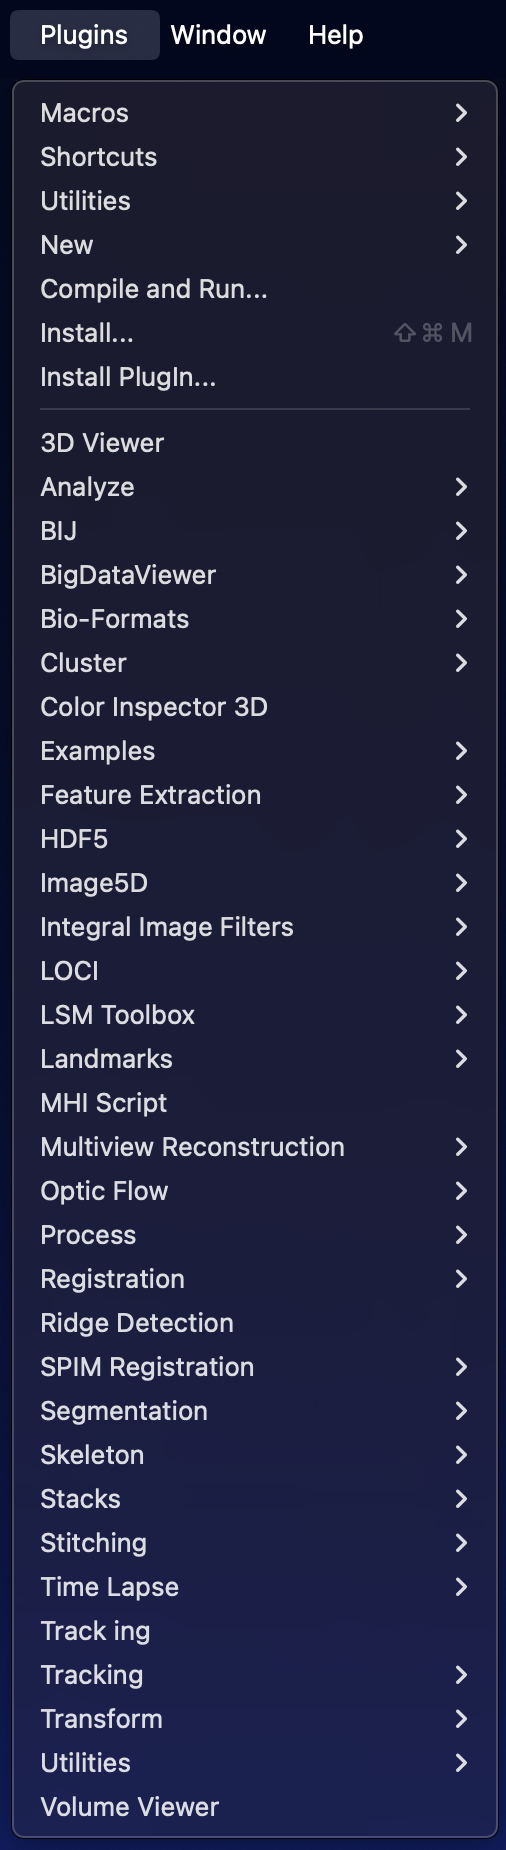 Plugins Window Help
Macros
Shortcuts
Utilities
New
Compile and Run...
Install... ⇧⌘M
Install PlugIn...
3D Viewer
Analyze
BIJ
BigDataViewer
Bio-Formats
Cluster
Color Inspector 3D
Examples
Feature Extraction
HDF5
Image5D
Integral Image Filters
LOCI
LSM Toolbox
Landmarks
MHI Script
Multiview Reconstruction
Optic Flow
Process
Registration
Ridge Detection
SPIM Registration
Segmentation
Skeleton
Stacks
Stitching
Time Lapse
Track ing
Tracking
Transform
Utilities
Volume Viewer